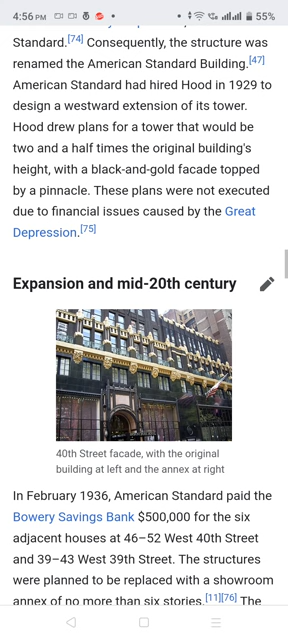 4:56 PM
55%
Standard.[74] Consequently, the structure was
renamed the American Standard Building.[47]
American Standard had hired Hood in 1929 to
design a westward extension of its tower.
Hood drew plans for a tower that would be
two and a half times the original building's
height, with a black-and-gold facade topped
by a pinnacle. These plans were not executed
due to financial issues caused by the Great
Depression.[75]
Expansion and mid-20th century
40th Street facade, with the original
building at left and the annex at right
In February 1936, American Standard paid the
Bowery Savings Bank $500,000 for the six
adjacent houses at 46–52 West 40th Street
and 39–43 West 39th Street. The structures
were planned to be replaced with a showroom
annex of no more than six stories.[11][76] The